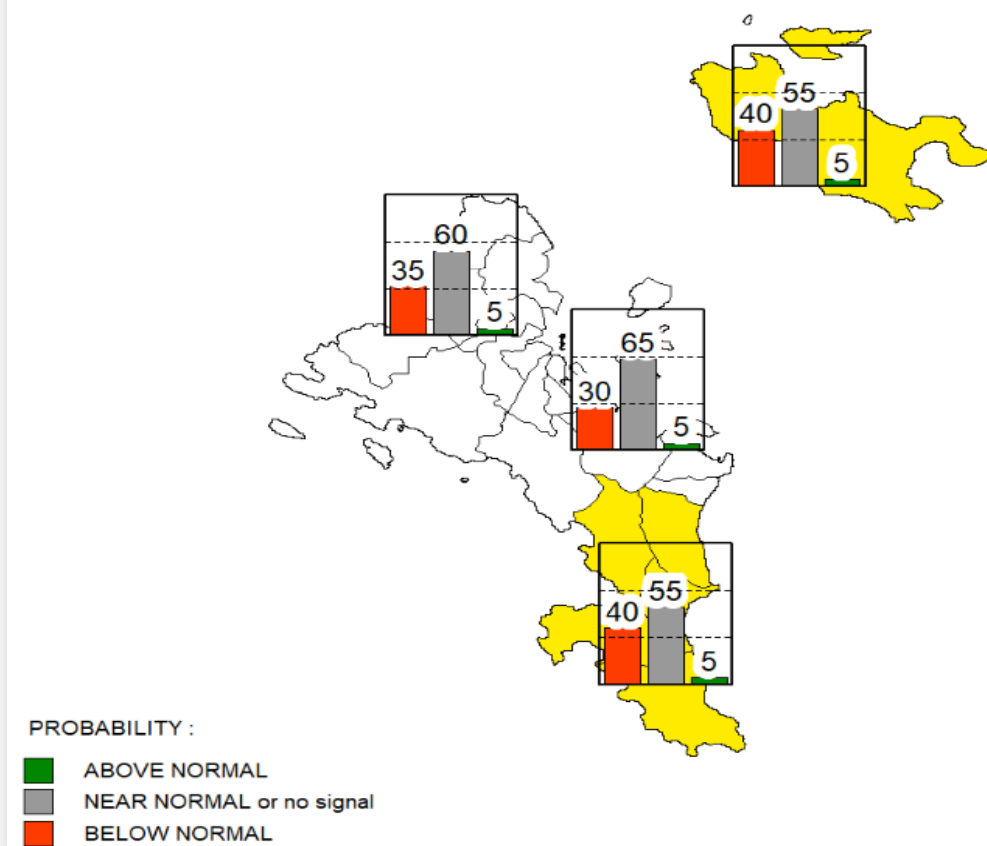 40 55 5
35 60 5
30 65 5
40 55 5
PROBABILITY :
ABOVE NORMAL
NEAR NORMAL or no signal
BELOW NORMAL